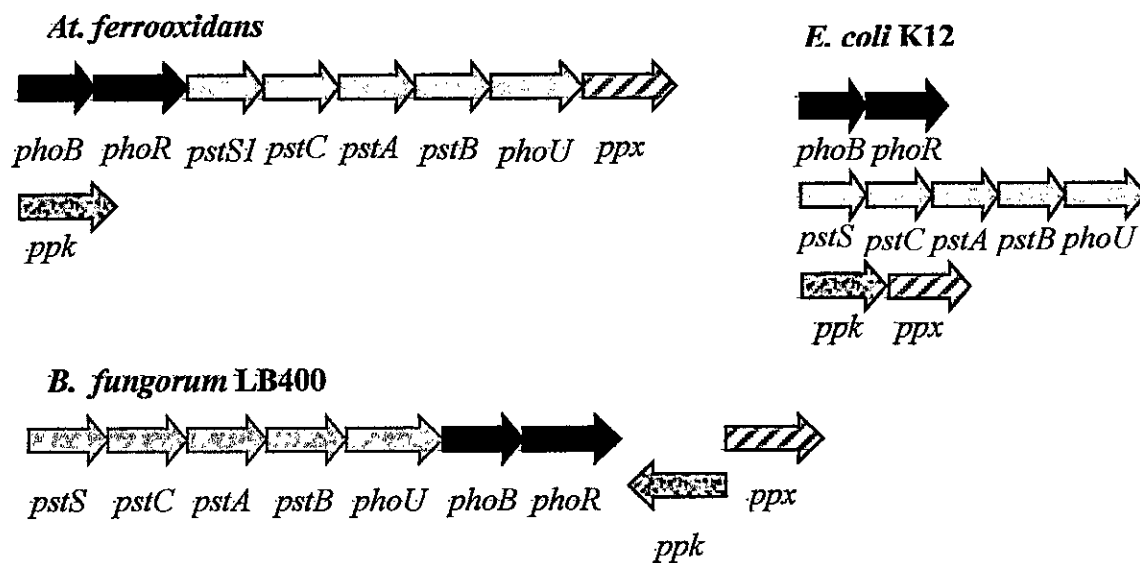 At. ferrooxidans
phoB phoR pstS1 pstC pstA pstB phoU ppx
ppk
E. coli K12
phoB phoR
pstS pstC pstA pstB phoU
ppk ppx
B. fungorum LB400
pstS pstC pstA pstB phoU phoB phoR ppx
ppk